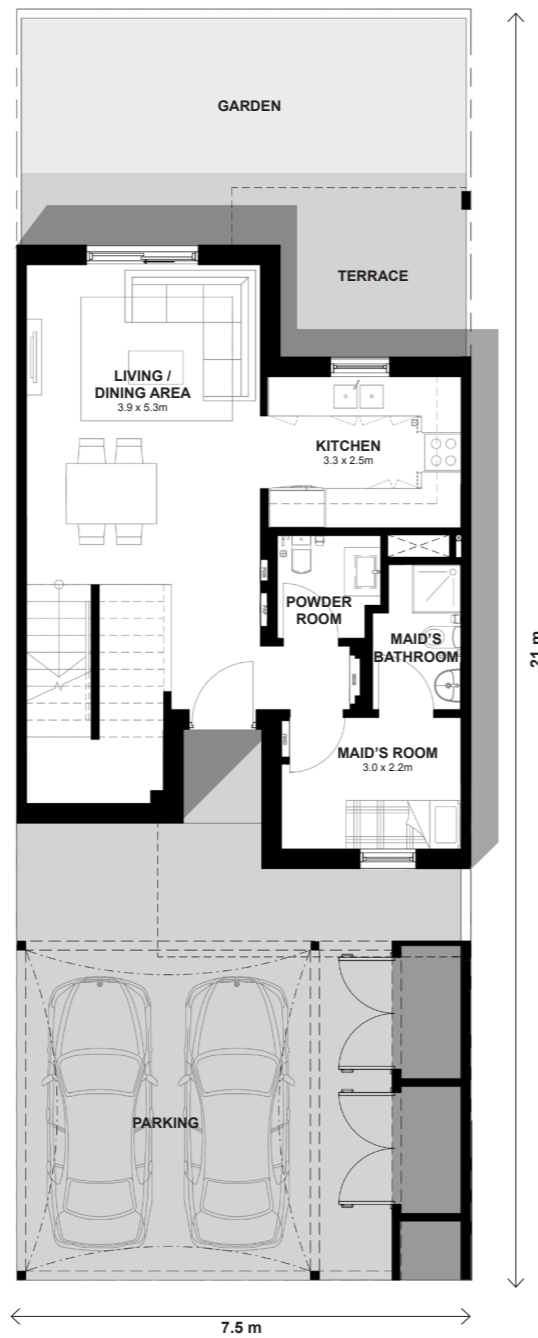 GARDEN
TERRACE
LIVING /
DINING AREA
3.9 x 5.3m
KITCHEN
3.3 x 2.5m
POWDER
ROOM
MAID'S
BATHROOM
MAID'S ROOM
3.0 x 2.2m
21 m
PARKING
7.5 m